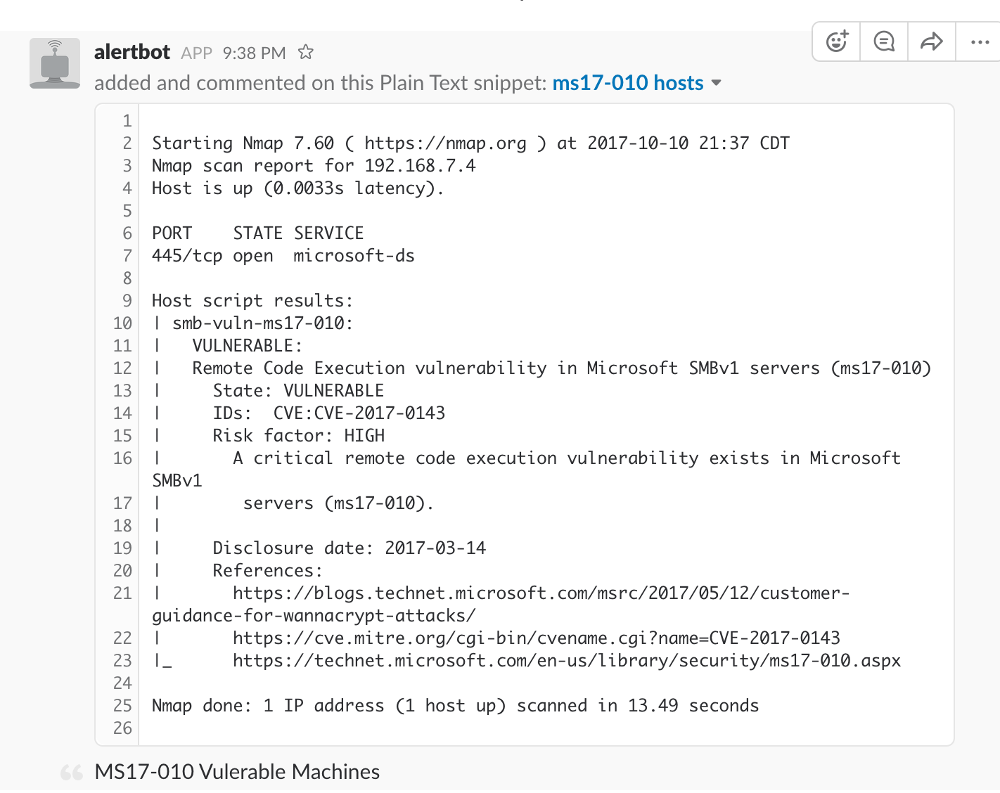 alertbot APP 9:38 PM
added and commented on this Plain Text snippet: ms17-010 hosts
1
2 Starting Nmap 7.60 ( https://nmap.org ) at 2017-10-10 21:37 CDT
3 Nmap scan report for 192.168.7.4
4 Host is up (0.0033s latency).
5
6 PORT    STATE SERVICE
7 445/tcp open  microsoft-ds
8
9 Host script results:
10 | smb-vuln-ms17-010:
11 |   VULNERABLE:
12 |   Remote Code Execution vulnerability in Microsoft SMBv1 servers (ms17-010)
13 |     State: VULNERABLE
14 |     IDs:  CVE:CVE-2017-0143
15 |     Risk factor: HIGH
16 |       A critical remote code execution vulnerability exists in Microsoft
SMBv1
17 |        servers (ms17-010).
18 |
19 |     Disclosure date: 2017-03-14
20 |     References:
21 |       https://blogs.technet.microsoft.com/msrc/2017/05/12/customer-
guidance-for-wannacrypt-attacks/
22 |       https://cve.mitre.org/cgi-bin/cvename.cgi?name=CVE-2017-0143
23 |_      https://technet.microsoft.com/en-us/library/security/ms17-010.aspx
24
25 Nmap done: 1 IP address (1 host up) scanned in 13.49 seconds
26
MS17-010 Vulerable Machines